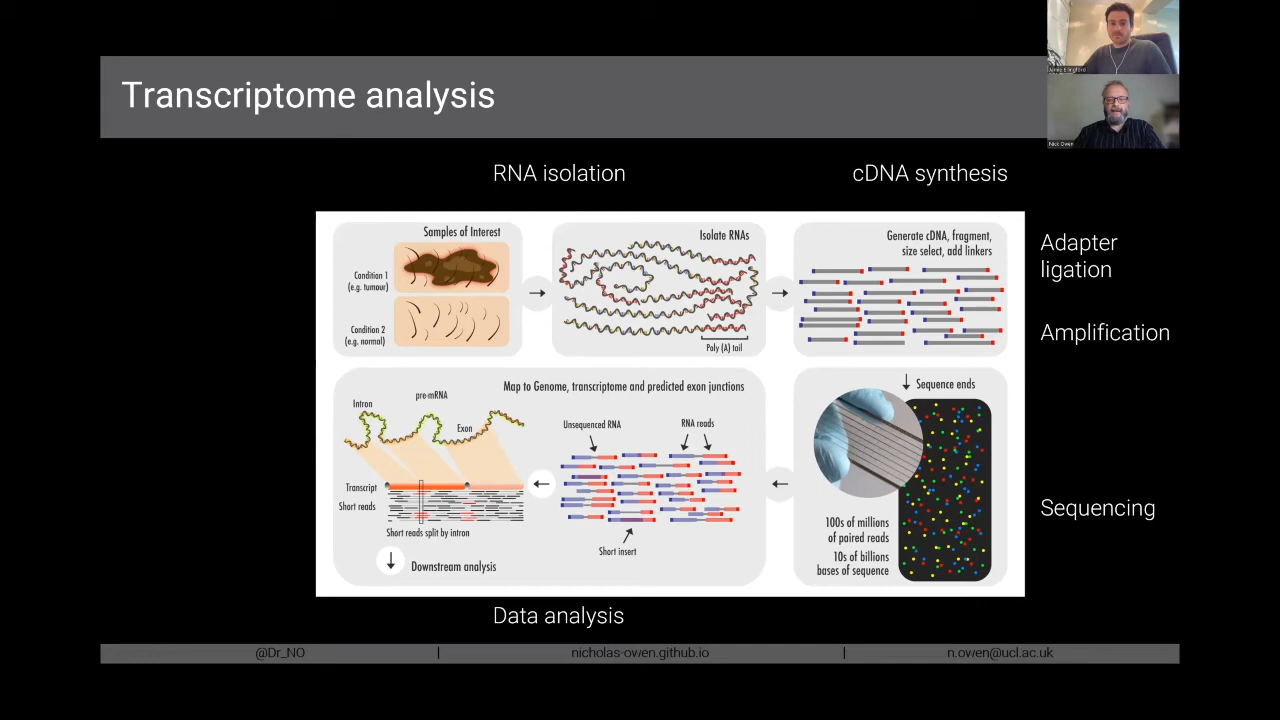 Transcriptome analysis
Jamie Ellingford
Nick Owen
RNA isolation
cDNA synthesis
Samples of Interest
Condition 1
(e.g. tumour)
Condition 2
(e.g. normal)
Isolate RNAs
Poly (A) tail
Generate cDNA, fragment,
size select, add linkers
Adapter
ligation
Amplification
Map to Genome, transcriptome and predicted exon junctions
Intron
pre-mRNA
Exon
Transcript
Short reads
Short reads split by intron
Downstream analysis
Unsequenced RNA
RNA reads
Short insert
Sequence ends
100s of millions
of paired reads
10s of billions
bases of sequence
Sequencing
Data analysis
@Dr_NO | nicholas-owen.github.io | n.owen@ucl.ac.uk